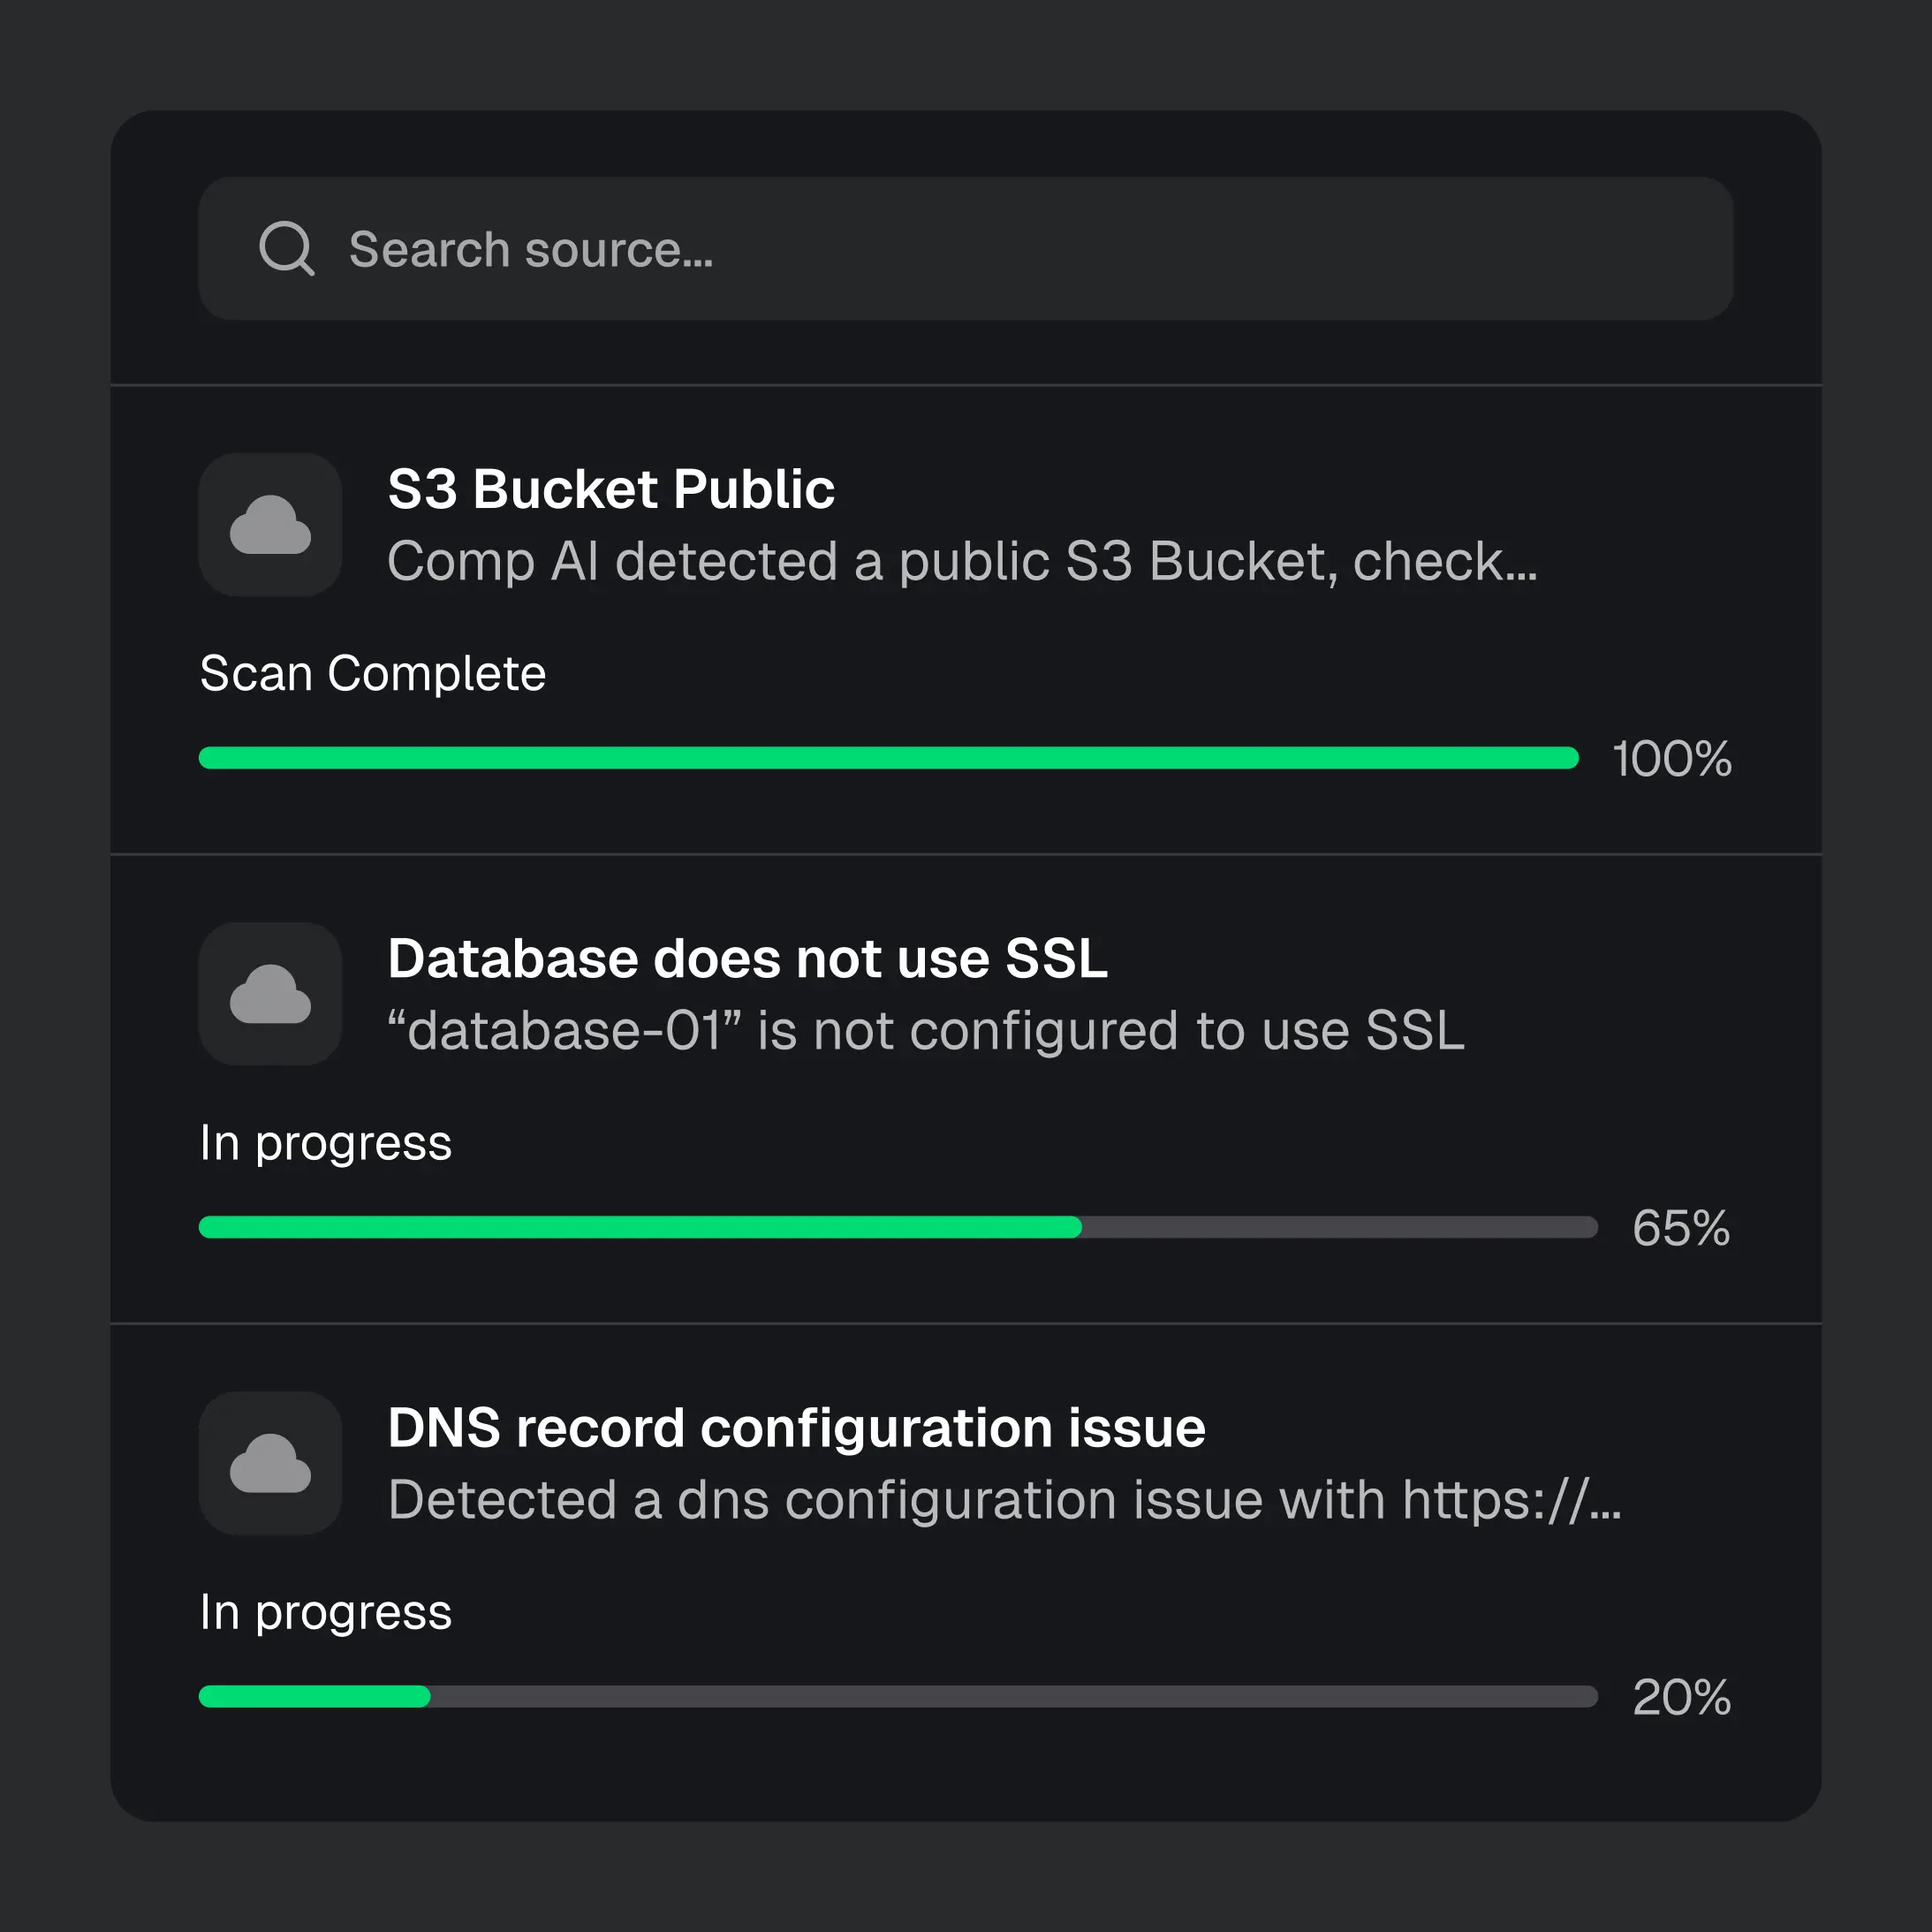 Search source...
S3 Bucket Public
Comp AI detected a public S3 Bucket, check...
Scan Complete
100%
Database does not use SSL
“database-01” is not configured to use SSL
In progress
65%
DNS record configuration issue
Detected a dns configuration issue with https://...
In progress
20%